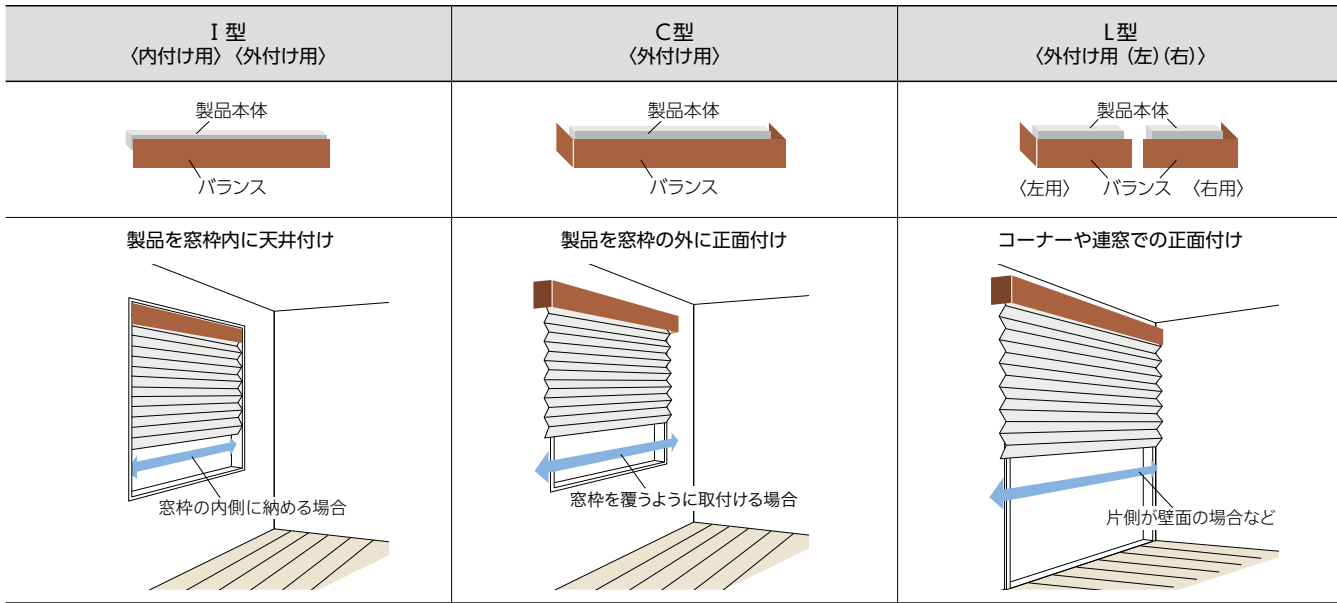 I型
〈内付け用〉〈外付け用〉
C型
〈外付け用〉
L型
〈外付け用（左）（右）〉
製品本体
バランス
製品本体
バランス
製品本体
〈左用〉
バランス
〈右用〉
製品を窓枠内に天井付け
製品を窓枠の外に正面付け
コーナーや連窓での正面付け
窓枠の内側に納める場合
窓枠を覆うように取付ける場合
片側が壁面の場合など